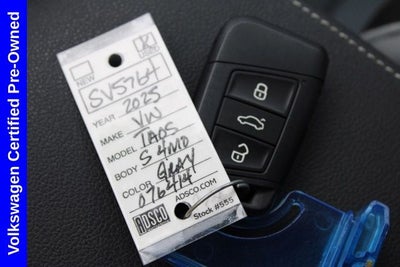 Volkswagen Certified Pre-Owned
NEW
USED
SV5764
YEAR 2025
MAKE VW
MODEL TAOS
BODY S 4MO
COLOR GRAY
076414
ADSCO.COM
ADSCO Stock #555